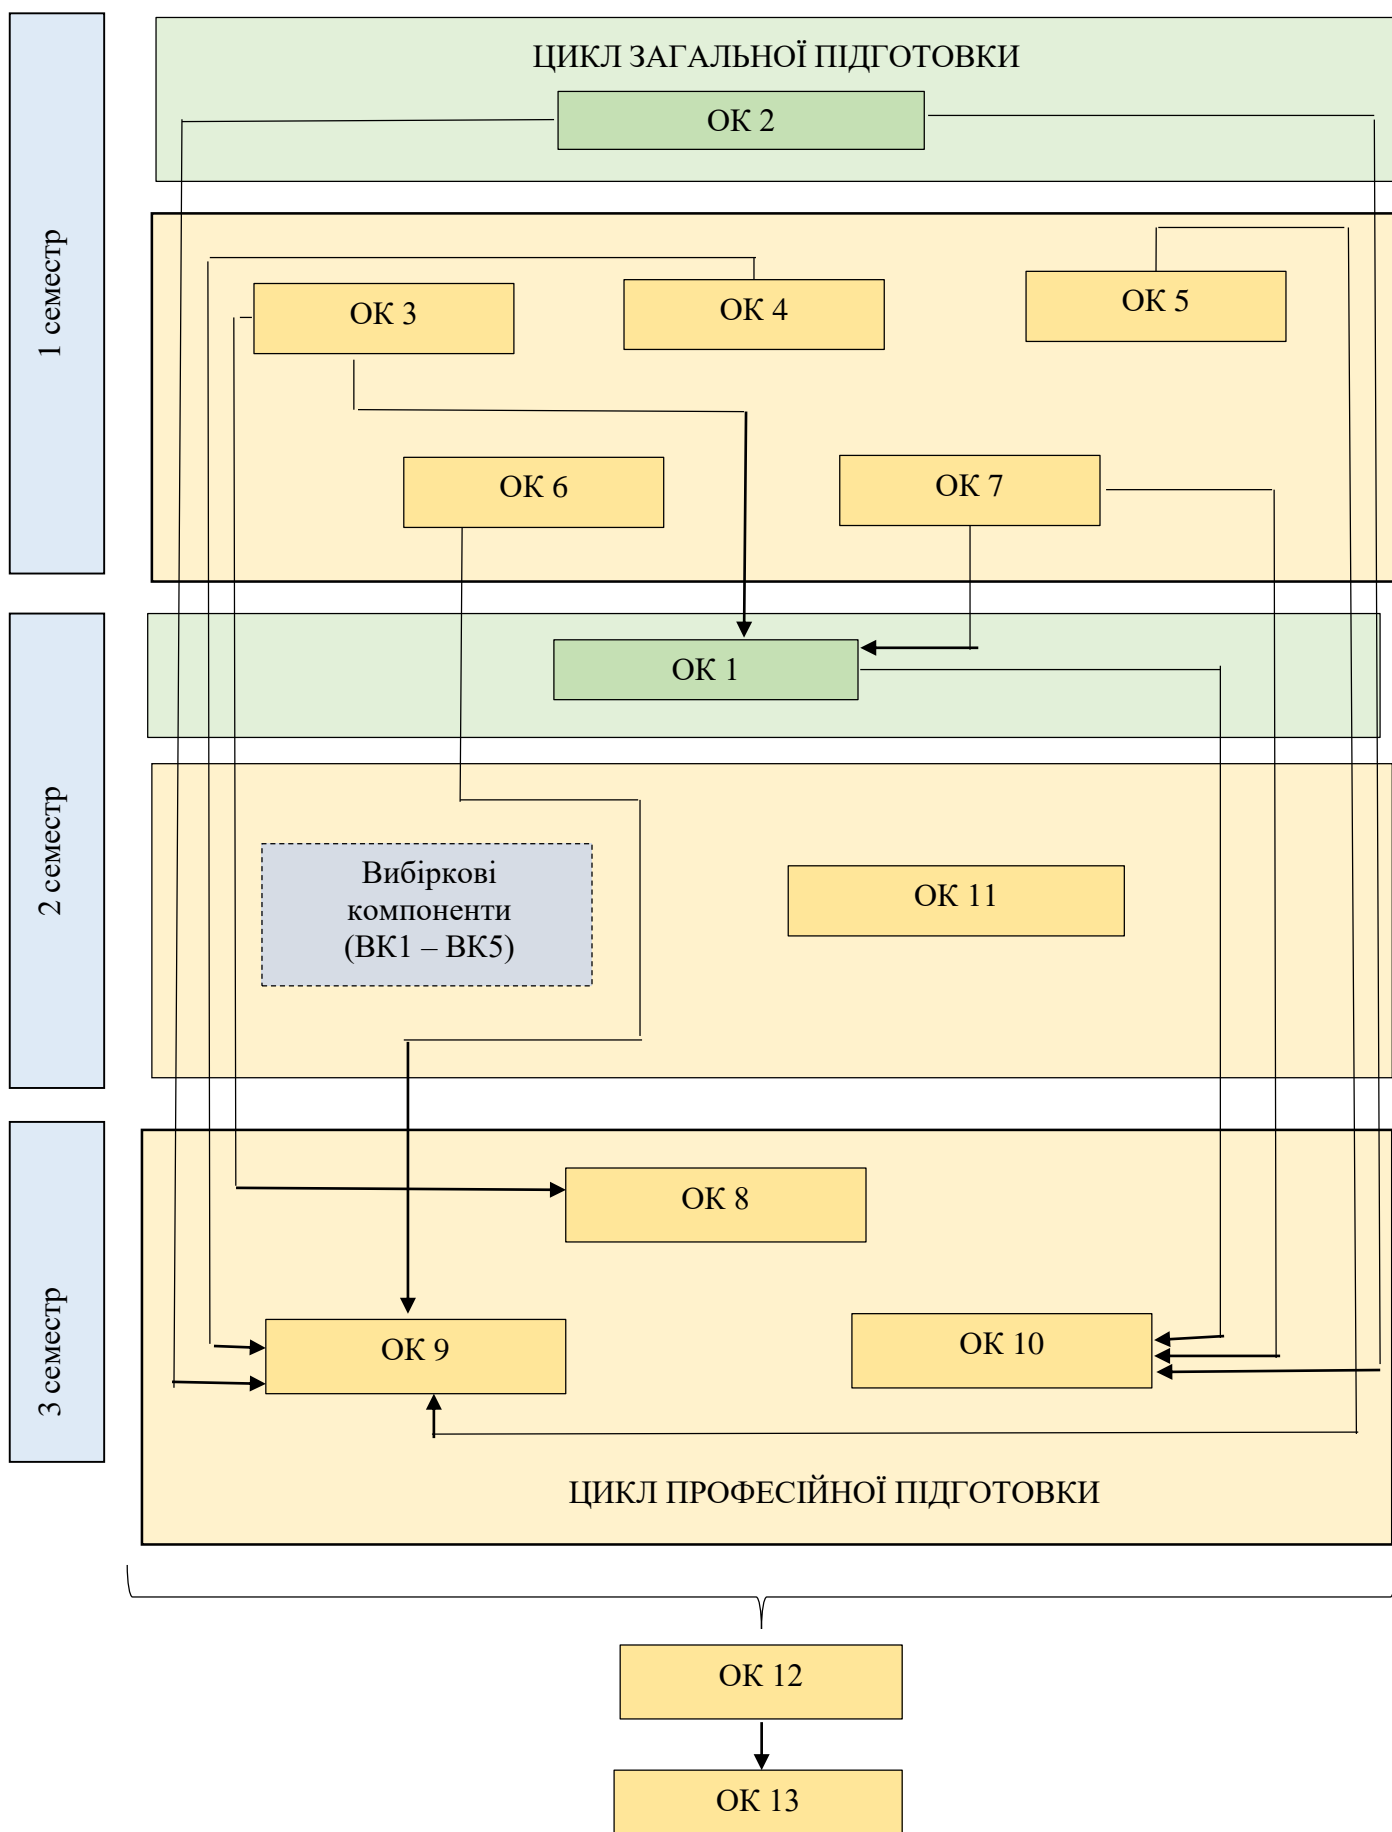 ЦИКЛ ЗАГАЛЬНОЇ ПІДГОТОВКИ
ОК 2
1 семестр
ОК 3
ОК 4
ОК 5
ОК 6
ОК 7
2 семестр
ОК 1
Вибіркові
компоненти
(ВК1 – ВК5)
ОК 11
3 семестр
ОК 8
ОК 9
ОК 10
ЦИКЛ ПРОФЕСІЙНОЇ ПІДГОТОВКИ
ОК 12
ОК 13